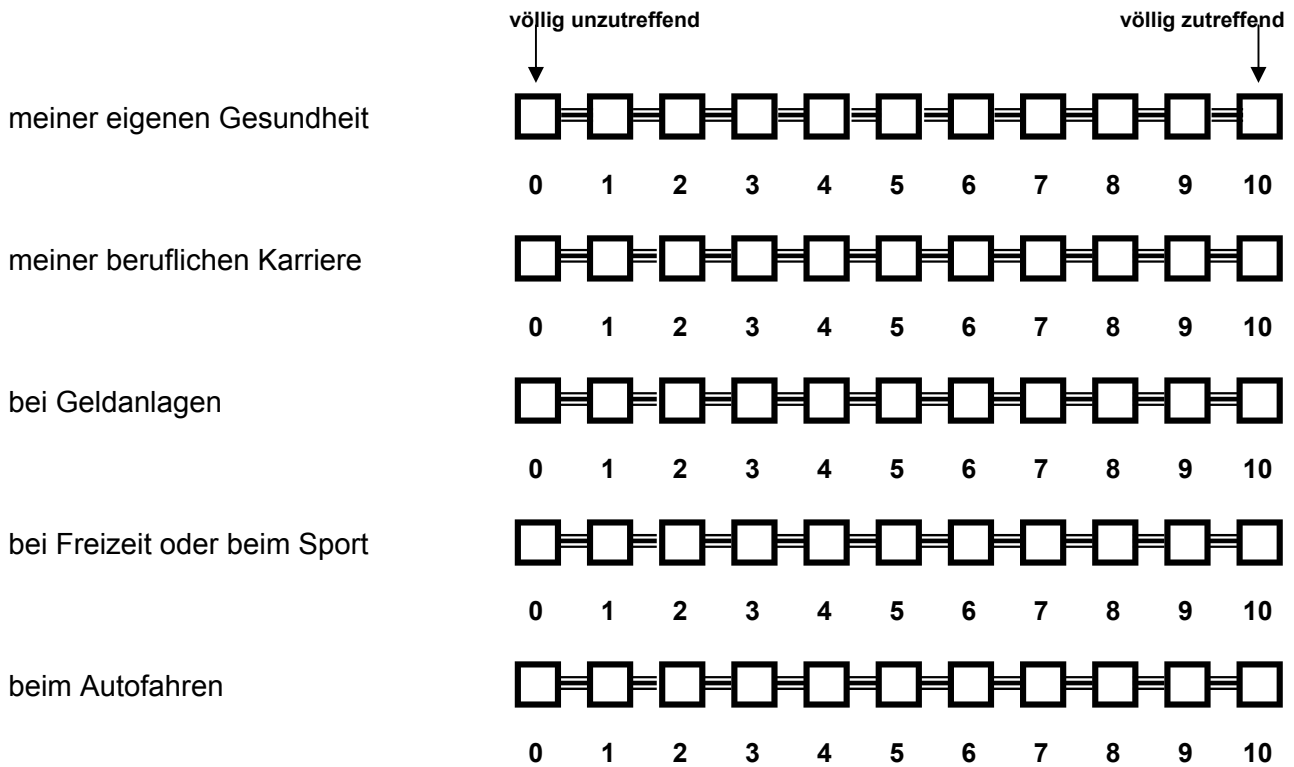 völlig unzutreffend völlig zutreffend
meiner eigenen Gesundheit
0 1 2 3 4 5 6 7 8 9 10
meiner beruflichen Karriere
0 1 2 3 4 5 6 7 8 9 10
bei Geldanlagen
0 1 2 3 4 5 6 7 8 9 10
bei Freizeit oder beim Sport
0 1 2 3 4 5 6 7 8 9 10
beim Autofahren
0 1 2 3 4 5 6 7 8 9 10